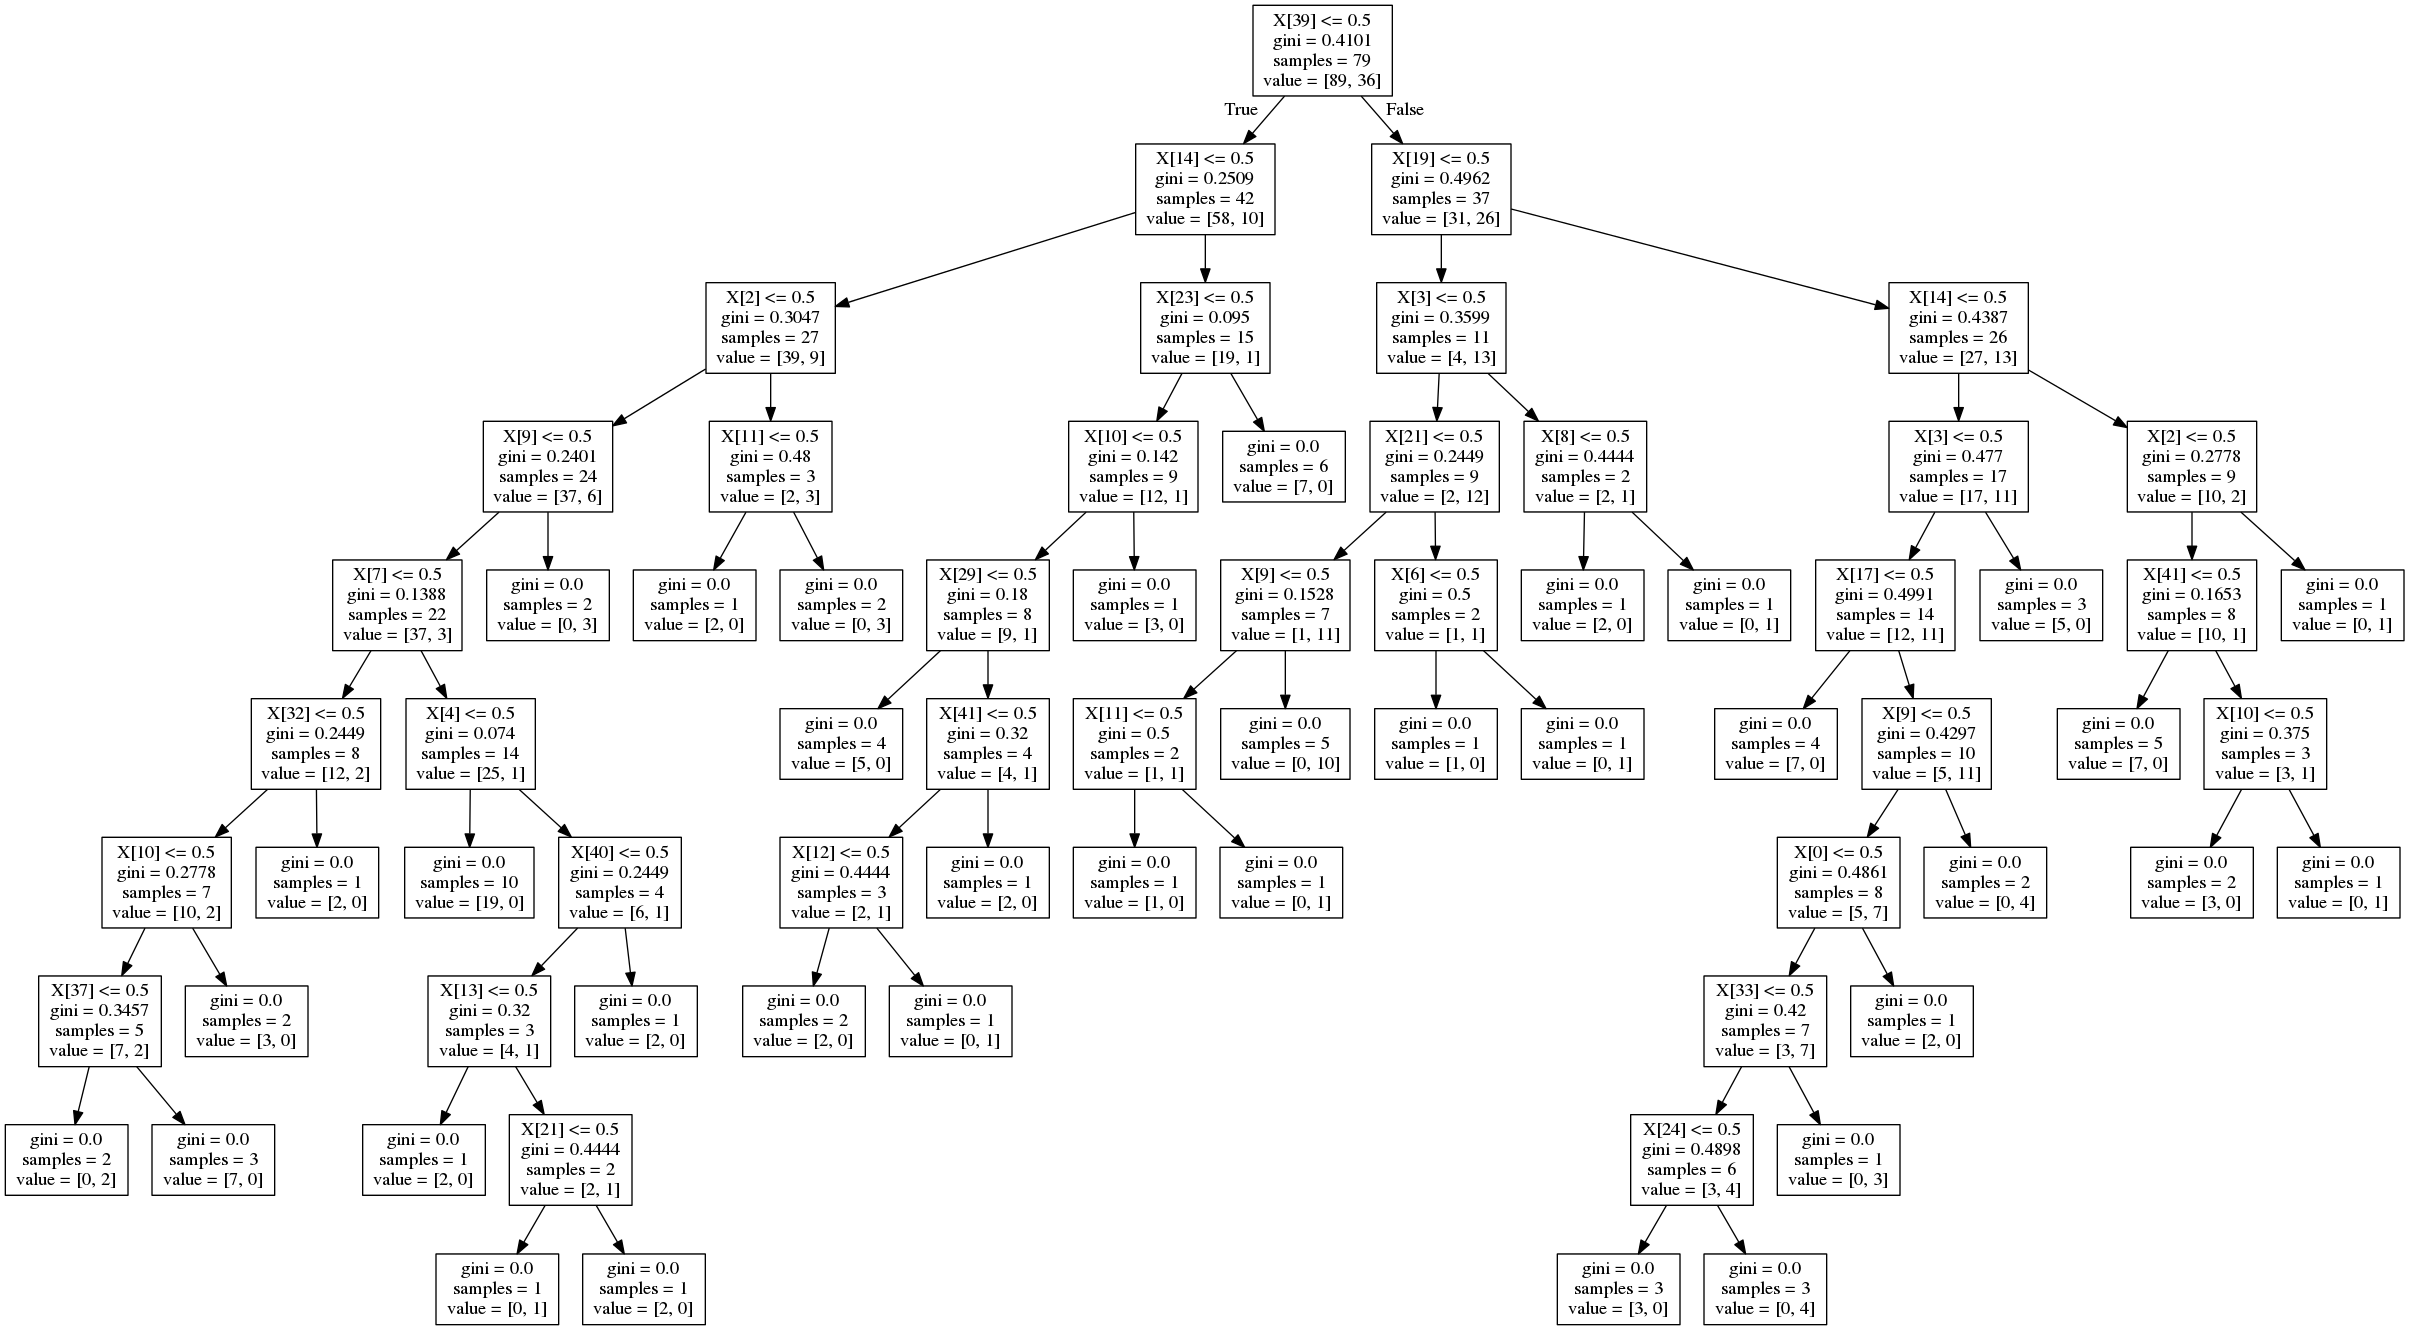 X[39] <= 0.5
gini = 0.4101
samples = 79
value = [89, 36]
True
False
X[14] <= 0.5
gini = 0.2509
samples = 42
value = [58, 10]
X[19] <= 0.5
gini = 0.4962
samples = 37
value = [31, 26]
X[2] <= 0.5
gini = 0.3047
samples = 27
value = [39, 9]
X[23] <= 0.5
gini = 0.095
samples = 15
value = [19, 1]
X[3] <= 0.5
gini = 0.3599
samples = 11
value = [4, 13]
X[14] <= 0.5
gini = 0.4387
samples = 26
value = [27, 13]
X[9] <= 0.5
gini = 0.2401
samples = 24
value = [37, 6]
X[11] <= 0.5
gini = 0.48
samples = 3
value = [2, 3]
X[10] <= 0.5
gini = 0.142
samples = 9
value = [12, 1]
gini = 0.0
samples = 6
value = [7, 0]
X[21] <= 0.5
gini = 0.2449
samples = 9
value = [2, 12]
X[8] <= 0.5
gini = 0.4444
samples = 2
value = [2, 1]
X[3] <= 0.5
gini = 0.477
samples = 17
value = [17, 11]
X[2] <= 0.5
gini = 0.2778
samples = 9
value = [10, 2]
X[7] <= 0.5
gini = 0.1388
samples = 22
value = [37, 3]
gini = 0.0
samples = 2
value = [0, 3]
gini = 0.0
samples = 1
value = [2, 0]
gini = 0.0
samples = 2
value = [0, 3]
X[29] <= 0.5
gini = 0.18
samples = 8
value = [9, 1]
gini = 0.0
samples = 1
value = [3, 0]
X[9] <= 0.5
gini = 0.1528
samples = 7
value = [1, 11]
X[6] <= 0.5
gini = 0.5
samples = 2
value = [1, 1]
gini = 0.0
samples = 1
value = [2, 0]
gini = 0.0
samples = 1
value = [0, 1]
X[17] <= 0.5
gini = 0.4991
samples = 14
value = [12, 11]
gini = 0.0
samples = 3
value = [5, 0]
X[41] <= 0.5
gini = 0.1653
samples = 8
value = [10, 1]
gini = 0.0
samples = 1
value = [0, 1]
X[32] <= 0.5
gini = 0.2449
samples = 8
value = [12, 2]
X[4] <= 0.5
gini = 0.074
samples = 14
value = [25, 1]
gini = 0.0
samples = 4
value = [5, 0]
X[41] <= 0.5
gini = 0.32
samples = 4
value = [4, 1]
X[11] <= 0.5
gini = 0.5
samples = 2
value = [1, 1]
gini = 0.0
samples = 5
value = [0, 10]
gini = 0.0
samples = 1
value = [1, 0]
gini = 0.0
samples = 1
value = [0, 1]
gini = 0.0
samples = 4
value = [7, 0]
X[9] <= 0.5
gini = 0.4297
samples = 10
value = [5, 11]
gini = 0.0
samples = 5
value = [7, 0]
X[10] <= 0.5
gini = 0.375
samples = 3
value = [3, 1]
X[10] <= 0.5
gini = 0.2778
samples = 7
value = [10, 2]
gini = 0.0
samples = 1
value = [2, 0]
gini = 0.0
samples = 10
value = [19, 0]
X[40] <= 0.5
gini = 0.2449
samples = 4
value = [6, 1]
X[12] <= 0.5
gini = 0.4444
samples = 3
value = [2, 1]
gini = 0.0
samples = 1
value = [2, 0]
gini = 0.0
samples = 1
value = [1, 0]
gini = 0.0
samples = 1
value = [0, 1]
X[0] <= 0.5
gini = 0.4861
samples = 8
value = [5, 7]
gini = 0.0
samples = 2
value = [0, 4]
gini = 0.0
samples = 2
value = [3, 0]
gini = 0.0
samples = 1
value = [0, 1]
X[37] <= 0.5
gini = 0.3457
samples = 5
value = [7, 2]
gini = 0.0
samples = 2
value = [3, 0]
X[13] <= 0.5
gini = 0.32
samples = 3
value = [4, 1]
gini = 0.0
samples = 1
value = [2, 0]
gini = 0.0
samples = 2
value = [2, 0]
gini = 0.0
samples = 1
value = [0, 1]
X[33] <= 0.5
gini = 0.42
samples = 7
value = [3, 7]
gini = 0.0
samples = 1
value = [2, 0]
gini = 0.0
samples = 2
value = [0, 2]
gini = 0.0
samples = 3
value = [7, 0]
gini = 0.0
samples = 1
value = [2, 0]
X[21] <= 0.5
gini = 0.4444
samples = 2
value = [2, 1]
X[24] <= 0.5
gini = 0.4898
samples = 6
value = [3, 4]
gini = 0.0
samples = 1
value = [0, 3]
gini = 0.0
samples = 1
value = [0, 1]
gini = 0.0
samples = 1
value = [2, 0]
gini = 0.0
samples = 3
value = [3, 0]
gini = 0.0
samples = 3
value = [0, 4]